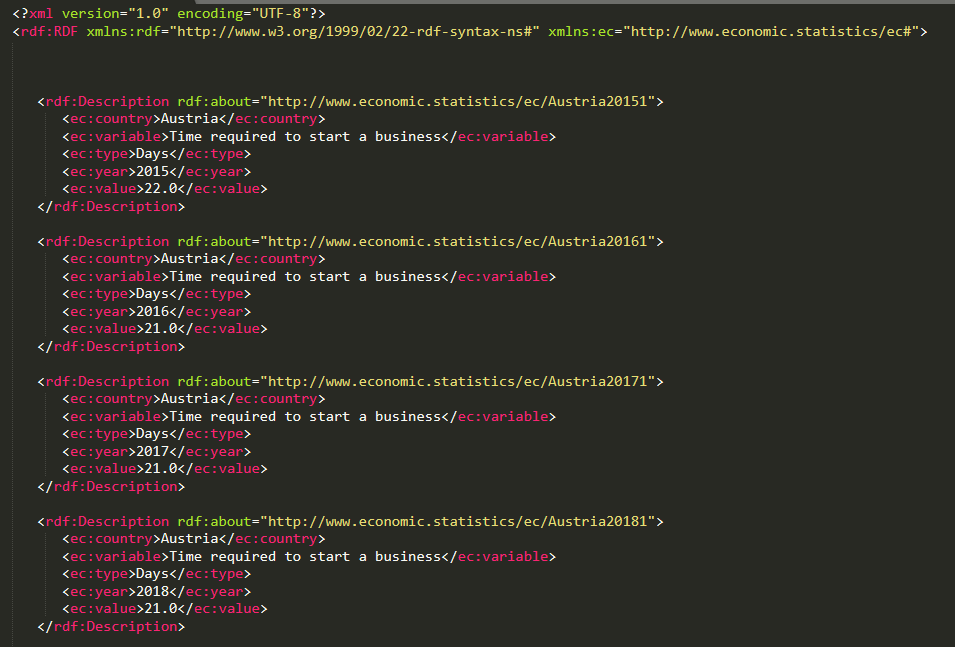 <?xml version="1.0" encoding="UTF-8"?>
<rdf:RDF xmlns:rdf="http://www.w3.org/1999/02/22-rdf-syntax-ns#" xmlns:ec="http://www.economic.statistics/ec#">
<rdf:Description rdf:about="http://www.economic.statistics/ec/Austria20151">
<ec:country>Austria</ec:country>
<ec:variable>Time required to start a business</ec:variable>
<ec:type>Days</ec:type>
<ec:year>2015</ec:year>
<ec:value>22.0</ec:value>
</rdf:Description>
<rdf:Description rdf:about="http://www.economic.statistics/ec/Austria20161">
<ec:country>Austria</ec:country>
<ec:variable>Time required to start a business</ec:variable>
<ec:type>Days</ec:type>
<ec:year>2016</ec:year>
<ec:value>21.0</ec:value>
</rdf:Description>
<rdf:Description rdf:about="http://www.economic.statistics/ec/Austria20171">
<ec:country>Austria</ec:country>
<ec:variable>Time required to start a business</ec:variable>
<ec:type>Days</ec:type>
<ec:year>2017</ec:year>
<ec:value>21.0</ec:value>
</rdf:Description>
<rdf:Description rdf:about="http://www.economic.statistics/ec/Austria20181">
<ec:country>Austria</ec:country>
<ec:variable>Time required to start a business</ec:variable>
<ec:type>Days</ec:type>
<ec:year>2018</ec:year>
<ec:value>21.0</ec:value>
</rdf:Description>